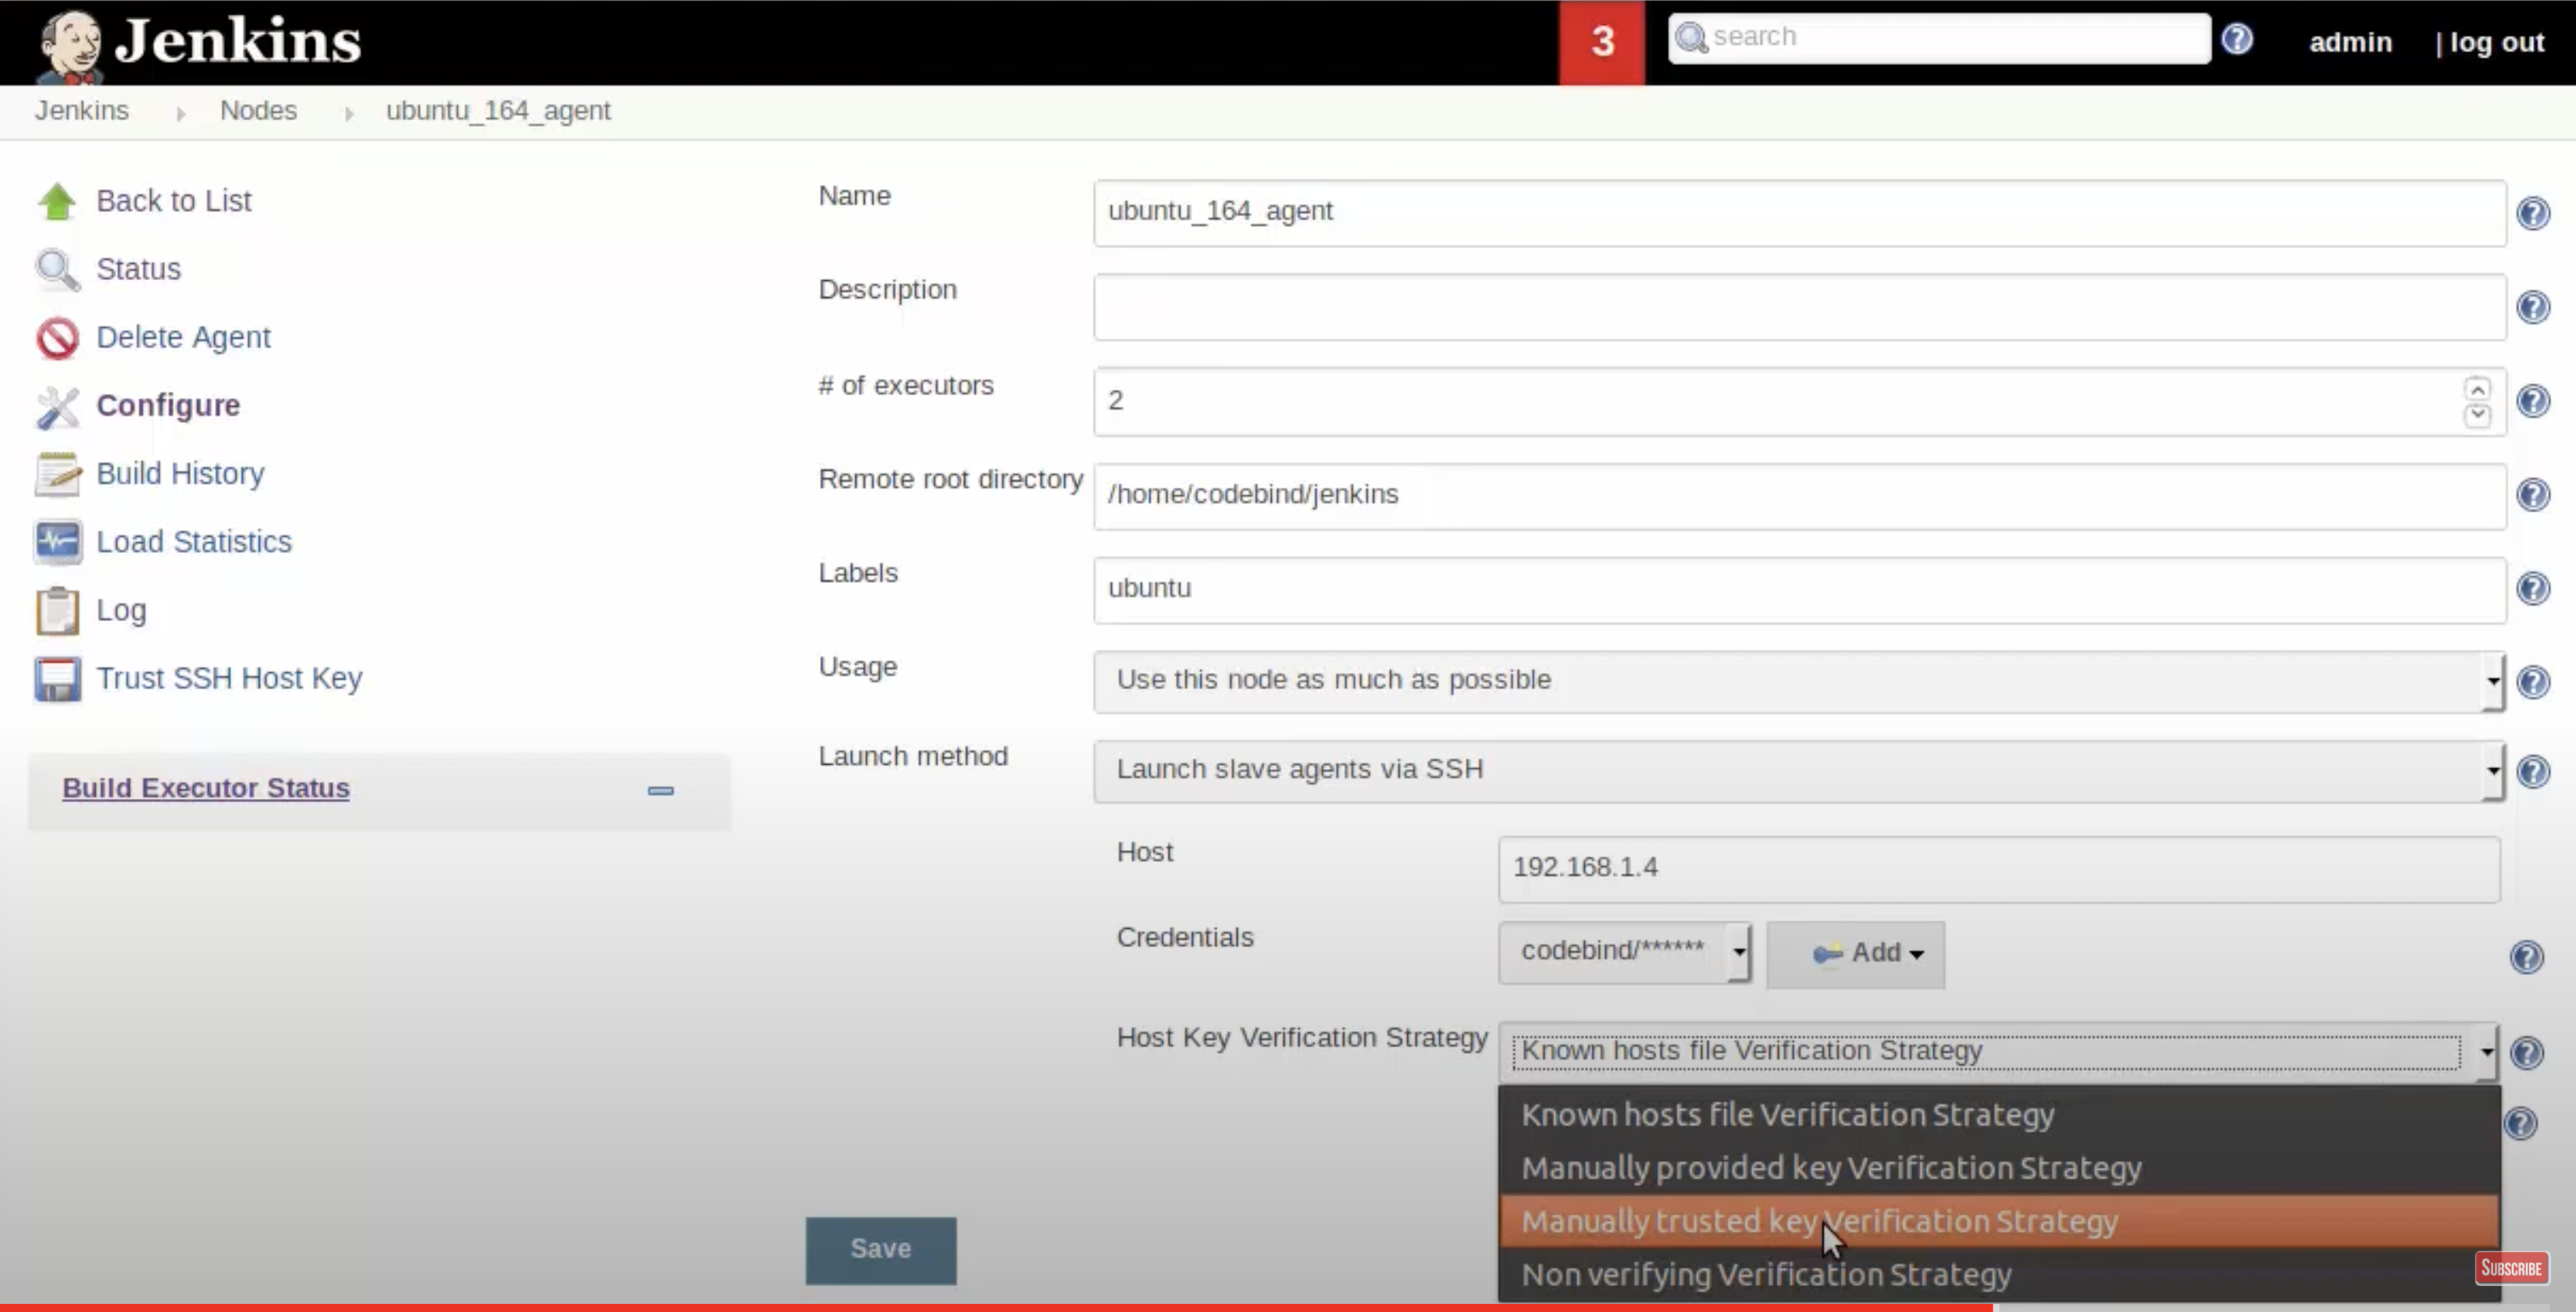 Jenkins
3
search
admin
| log out
Jenkins
Nodes
ubuntu_164_agent
Back to List
Status
Delete Agent
Configure
Build History
Load Statistics
Log
Trust SSH Host Key
Build Executor Status
Name
ubuntu_164_agent
Description
# of executors
2
Remote root directory
/home/codebind/jenkins
Labels
ubuntu
Usage
Use this node as much as possible
Launch method
Launch slave agents via SSH
Host
192.168.1.4
Credentials
codebind/******
Add
Host Key Verification Strategy
Known hosts file Verification Strategy
Known hosts file Verification Strategy
Manually provided key Verification Strategy
Manually trusted key Verification Strategy
Non verifying Verification Strategy
Save
SUBSCRIBE